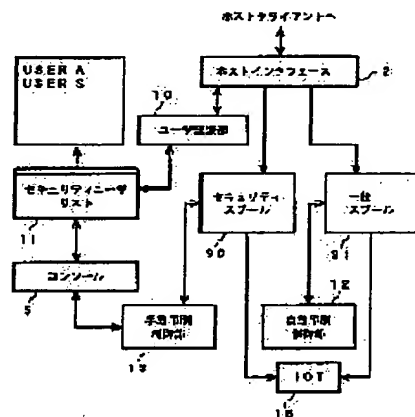 ホストクライアントへ
ホストインタフェース
2
USER A
USER S
10
ユーザ認識部
セキュリティユーザ
リスト
11
セキュリティ
スプール
90
一般
スプール
91
コンソール
5
手動印刷
制御部
13
自動印刷
制御部
12
IOT
16